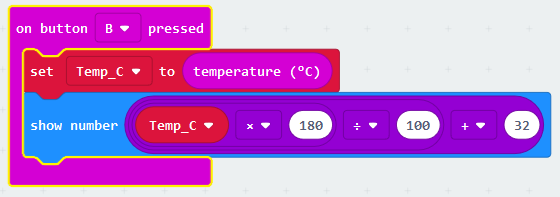 on button B pressed
set Temp_C to temperature (°C)
show number Temp_C × 180 ÷ 100 + 32